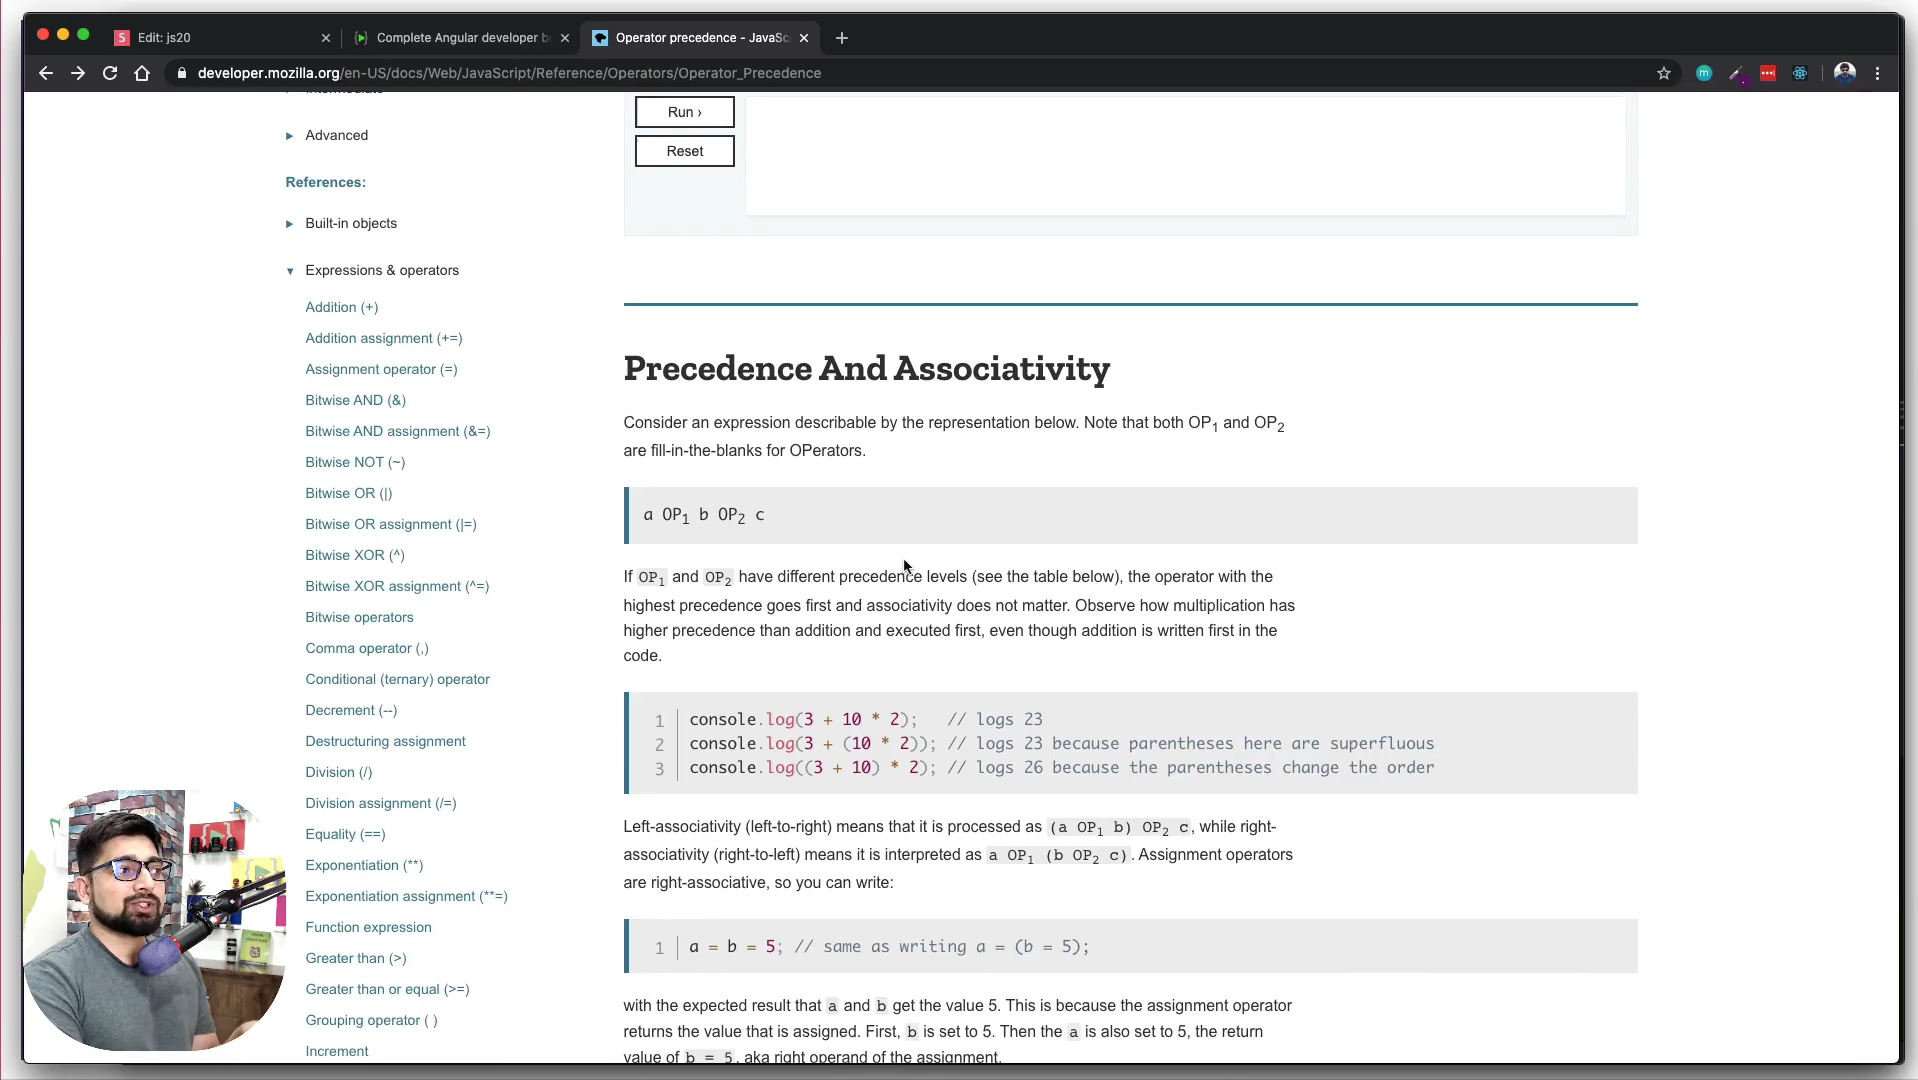 Edit: js20
Complete Angular developer b
Operator precedence - JavaSc
developer.mozilla.org/en-US/docs/Web/JavaScript/Reference/Operators/Operator_Precedence
Advanced
References:
Built-in objects
Expressions & operators
Addition (+)
Addition assignment (+=)
Assignment operator (=)
Bitwise AND (&)
Bitwise AND assignment (&=)
Bitwise NOT (~)
Bitwise OR (|)
Bitwise OR assignment (|=)
Bitwise XOR (^)
Bitwise XOR assignment (^=)
Bitwise operators
Comma operator (,)
Conditional (ternary) operator
Decrement (--)
Destructuring assignment
Division (/)
Division assignment (/=)
Equality (==)
Exponentiation (**)
Exponentiation assignment (**=)
Function expression
Greater than (>)
Greater than or equal (>=)
Grouping operator ( )
Increment
Run ›
Reset
Precedence And Associativity
Consider an expression describable by the representation below. Note that both OP1 and OP2
are fill-in-the-blanks for OPerators.
a OP1 b OP2 c
If OP1 and OP2 have different precedence levels (see the table below), the operator with the
highest precedence goes first and associativity does not matter. Observe how multiplication has
higher precedence than addition and executed first, even though addition is written first in the
code.
1 console.log(3 + 10 * 2);   // logs 23
2 console.log(3 + (10 * 2)); // logs 23 because parentheses here are superfluous
3 console.log((3 + 10) * 2); // logs 26 because the parentheses change the order
Left-associativity (left-to-right) means that it is processed as (a OP1 b) OP2 c, while right-
associativity (right-to-left) means it is interpreted as a OP1 (b OP2 c). Assignment operators
are right-associative, so you can write:
1 a = b = 5; // same as writing a = (b = 5);
with the expected result that a and b get the value 5. This is because the assignment operator
returns the value that is assigned. First, b is set to 5. Then the a is also set to 5, the return
value of b = 5, aka right operand of the assignment.